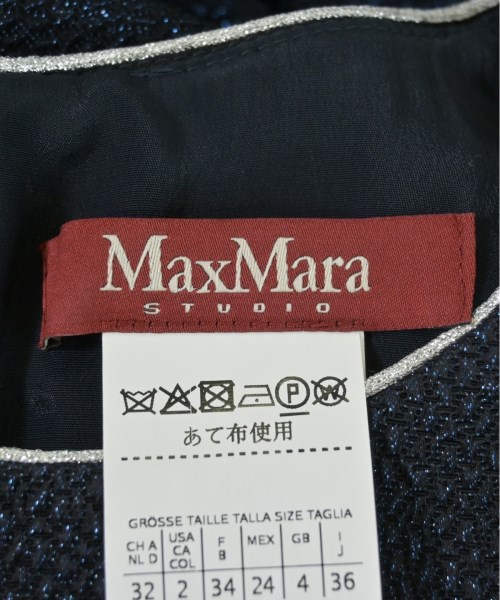 MaxMara
STUDIO
P W
あて布使用
GRÖSSE TAILLE TALLA SIZE TAGLIA
CH A USA F MEX GB I
NL D CA B J
COL
32 2 34 24 4 36